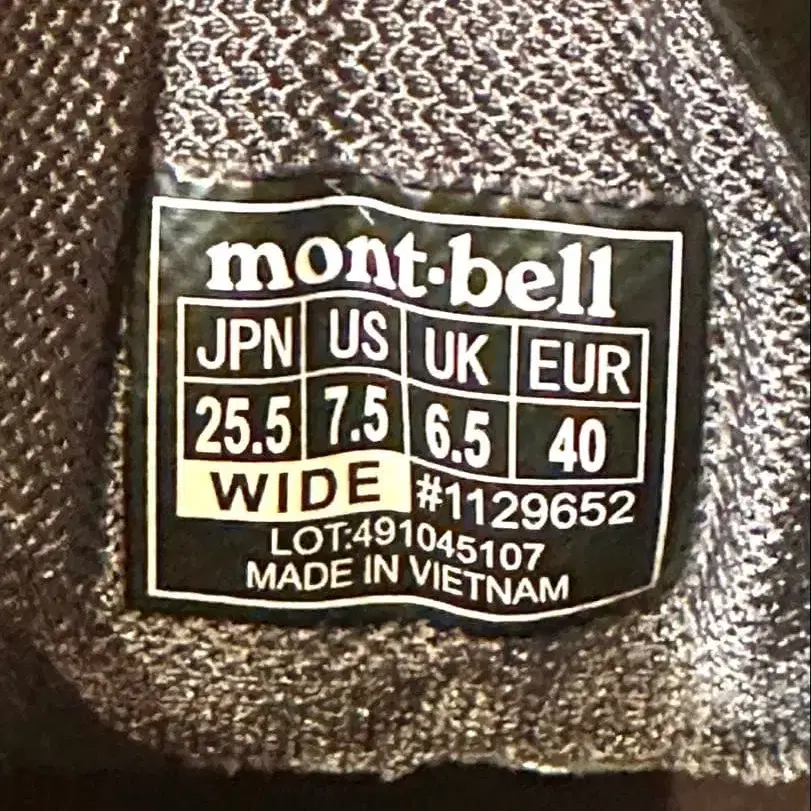 mont·bell
JPN US UK EUR
25.5 7.5 6.5 40
WIDE #1129652
LOT:491045107
MADE IN VIETNAM